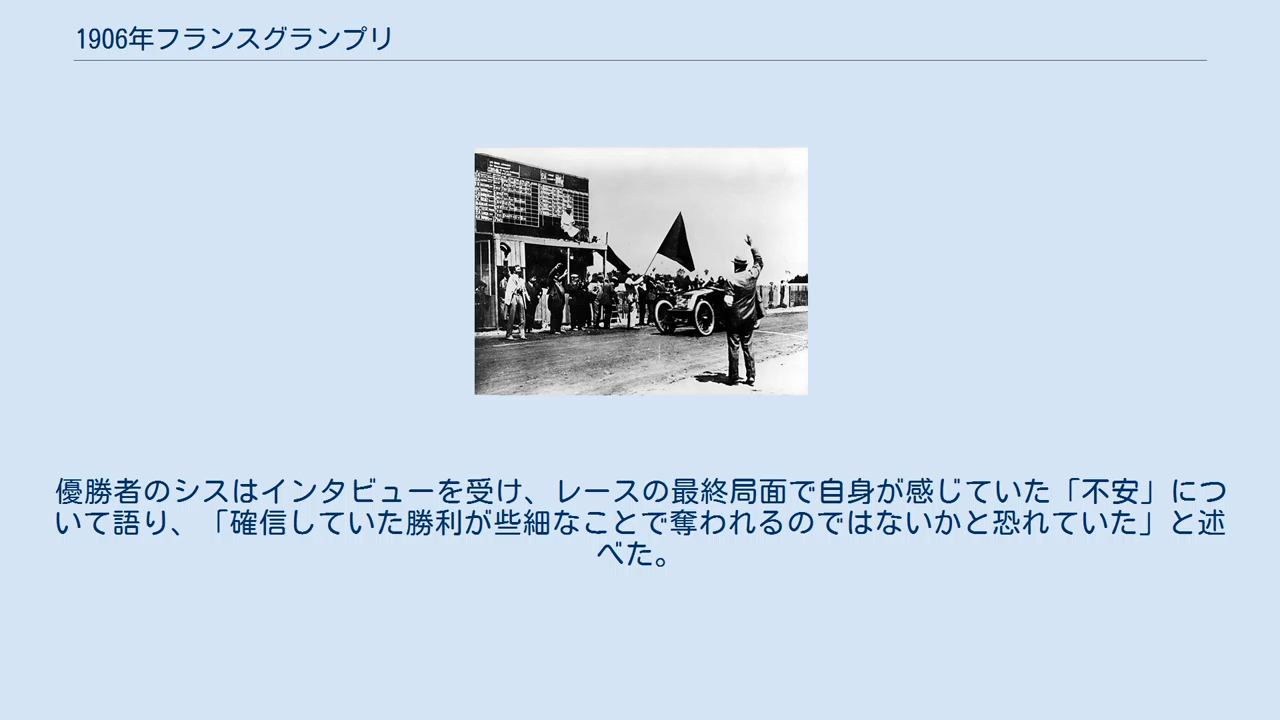 1906年フランスグランプリ
優勝者のシスはインタビューを受け、レースの最終局面で自身が感じていた「不安」につ
いて語り、「確信していた勝利が些細なことで奪われるのではないかと恐れていた」と述
べた。